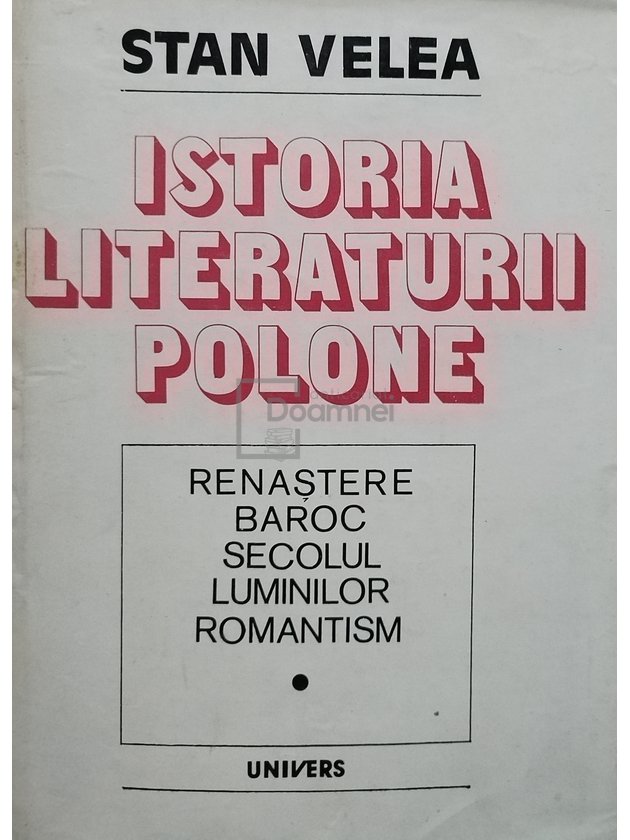 STAN VELEA
ISTORIA
LITERATURII
POLONE
Doamnei
RENAȘTERE
BAROC
SECOLUL
LUMINILOR
ROMANTISM
UNIVERS